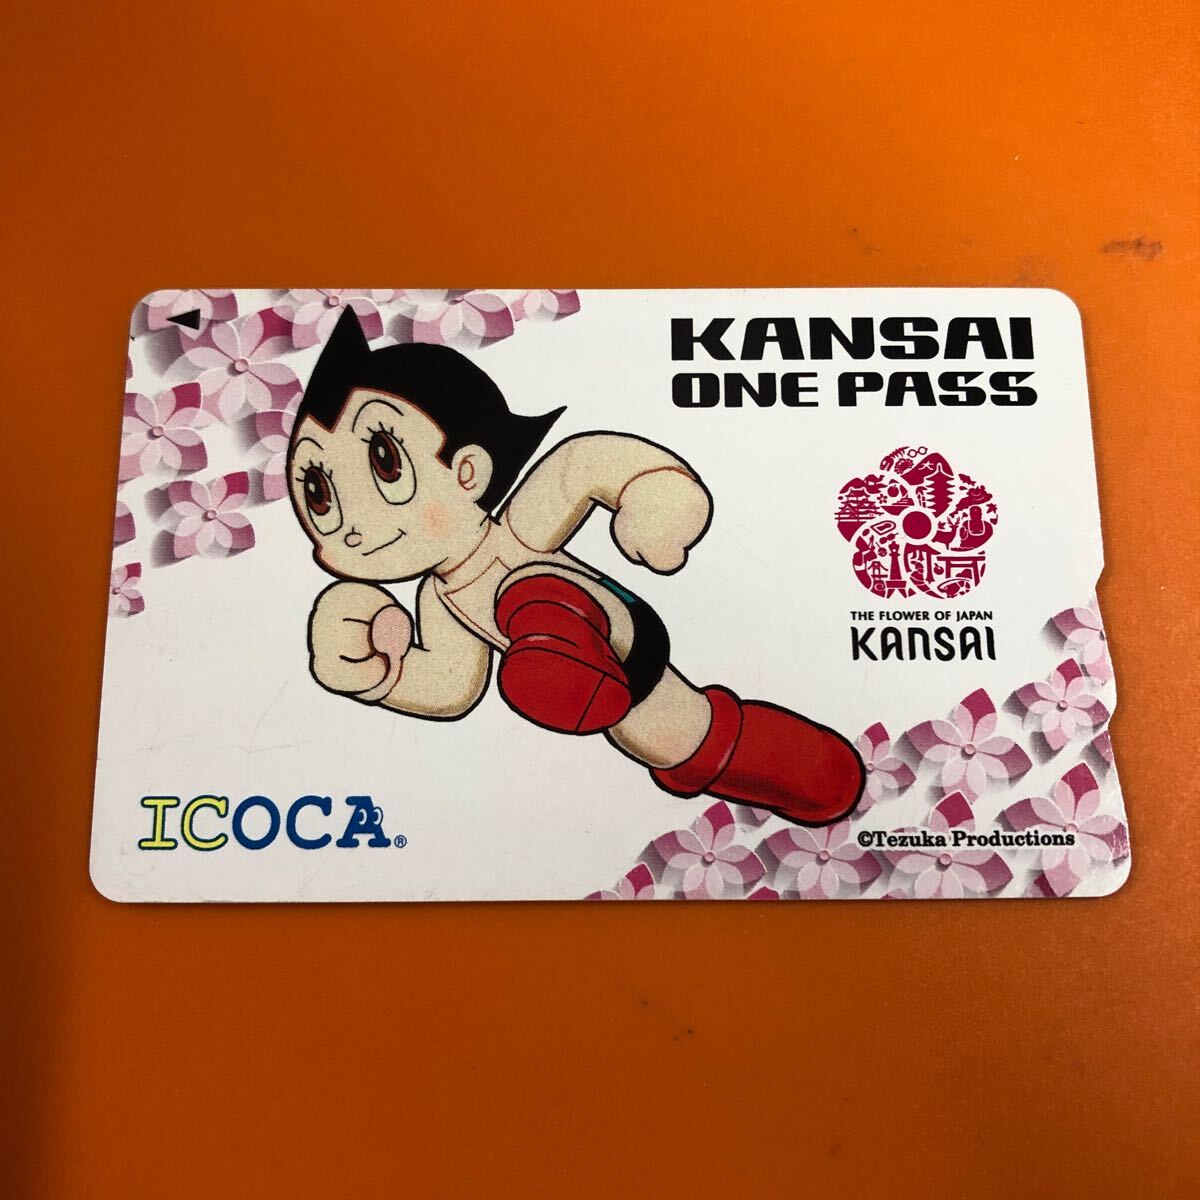 KANSAI
ONE PASS
THE FLOWER OF JAPAN
KANSAI
ICOCA®
©Tezuka Productions